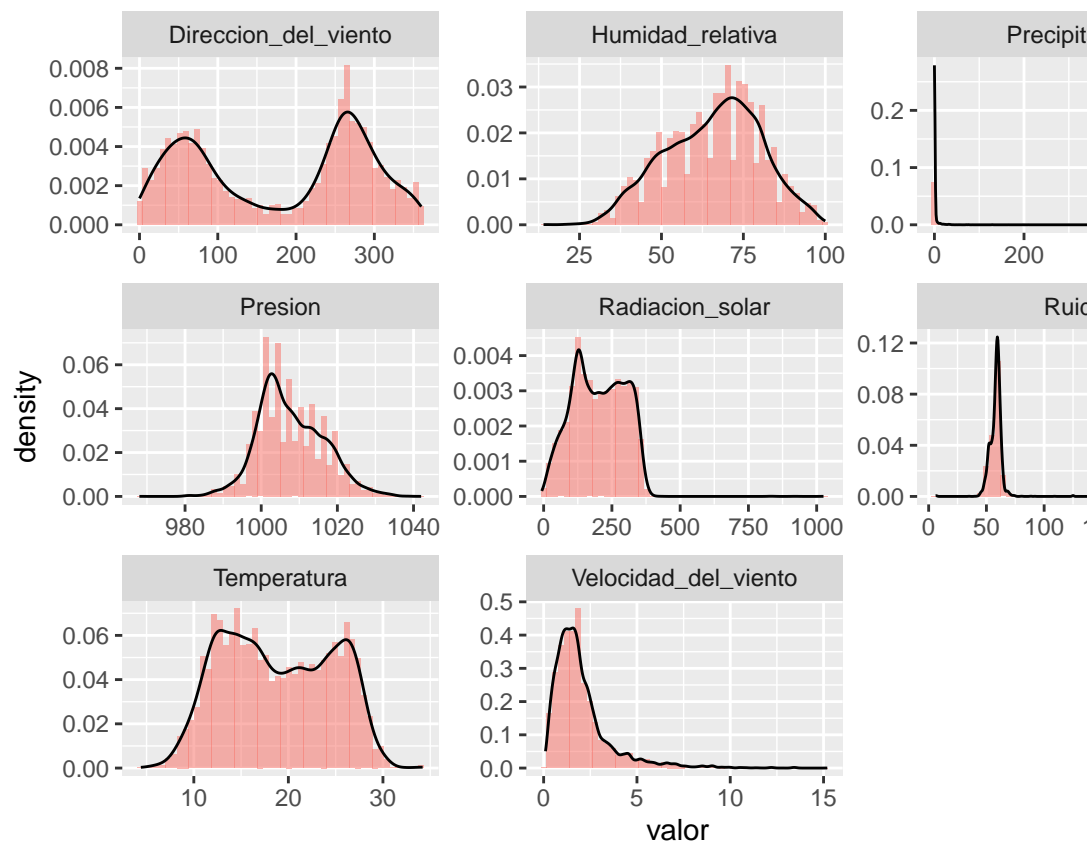 Direccion_del_viento
0.008
0.006
0.004
0.002
0.000
0 100 200 300
Humidad_relativa
0.03
0.02
0.01
0.00
25 50 75 100
Precipit
0.2
0.1
0.0
0 200
Presion
0.06
0.04
0.02
0.00
980 1000 1020 1040
Radiacion_solar
0.004
0.003
0.002
0.001
0.000
0 250 500 750 1000
Ruid
0.12
0.08
0.04
0.00
0 50 100 1
density
Temperatura
0.06
0.04
0.02
0.00
10 20 30
Velocidad_del_viento
0.5
0.4
0.3
0.2
0.1
0.0
0 5 10 15
valor